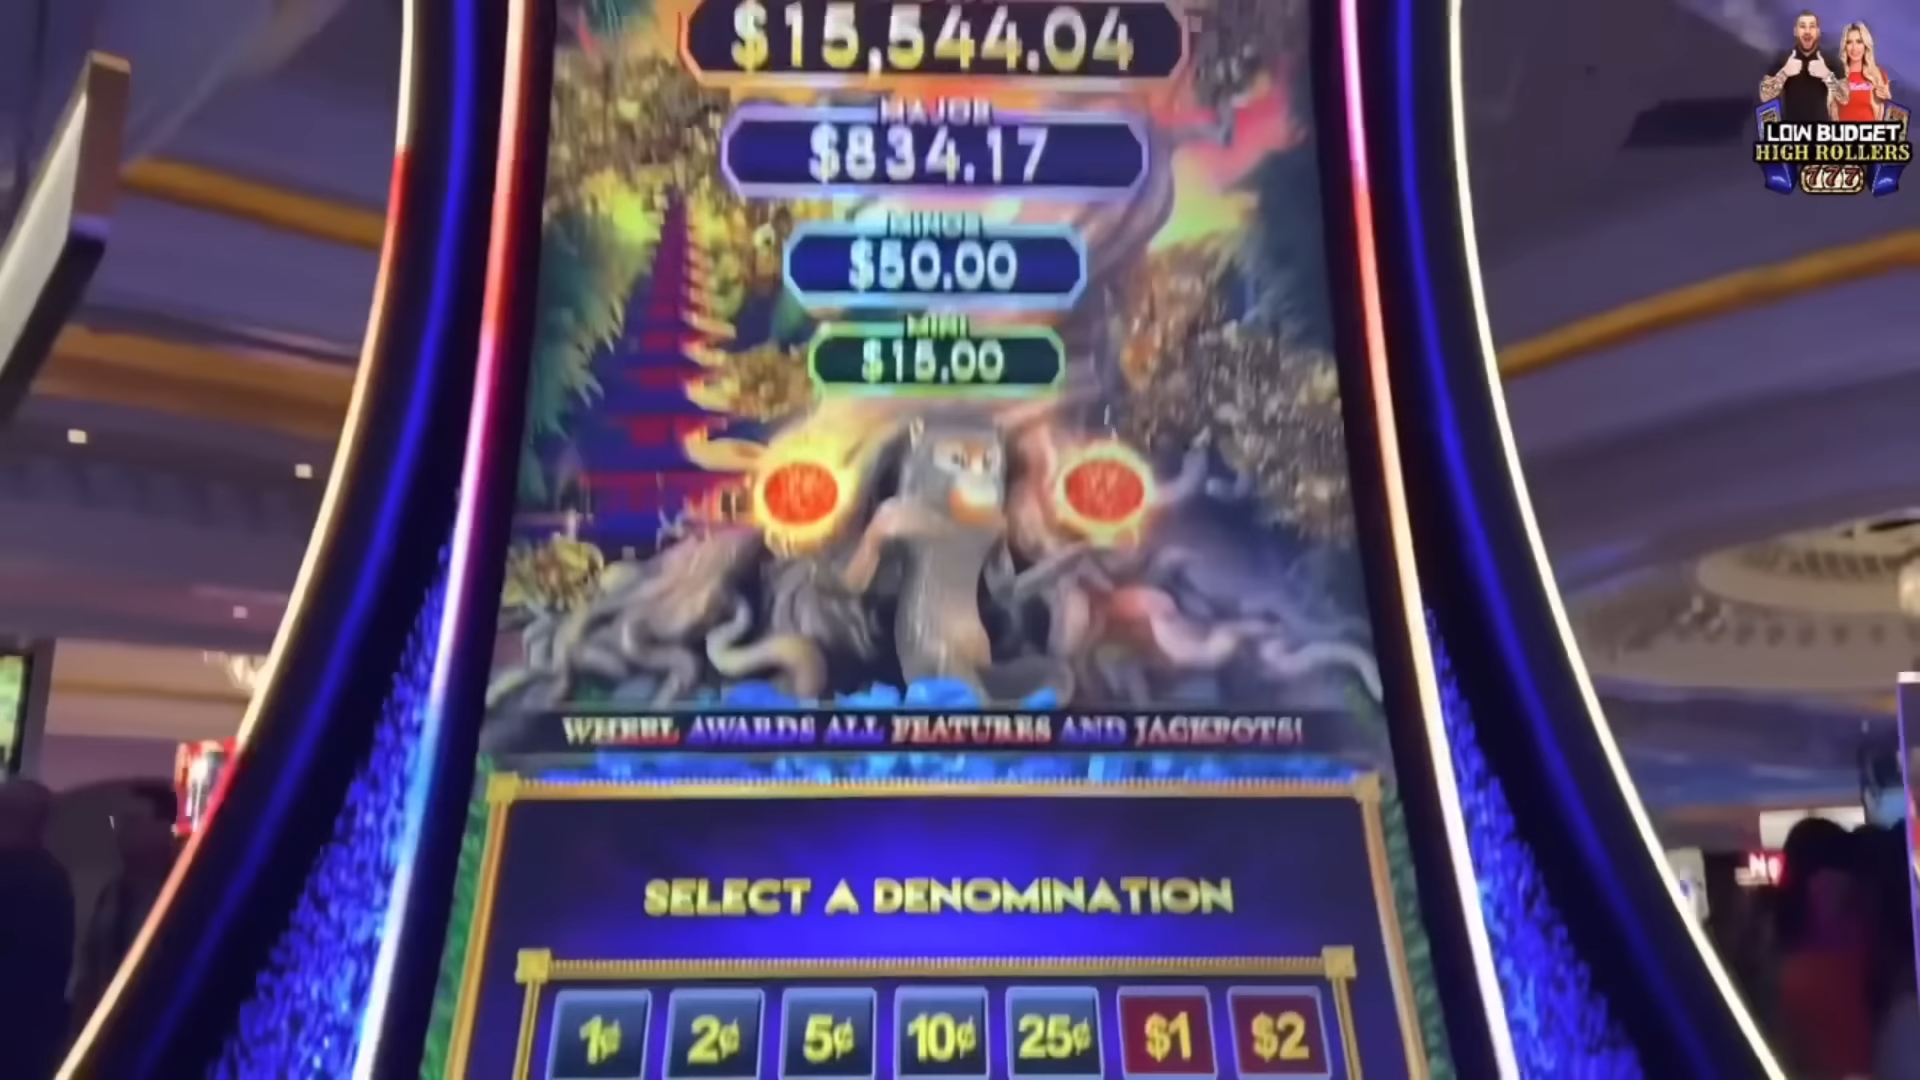 $15,544.04
MAJOR
$834.17
MINOR
$50.00
MINI
$15.00
WHEEL AWARDS ALL FEATURES AND JACKPOTS!
SELECT A DENOMINATION
1¢ 2¢ 5¢ 10¢ 25¢ $1 $2
LOW BUDGET
HIGH ROLLERS
777